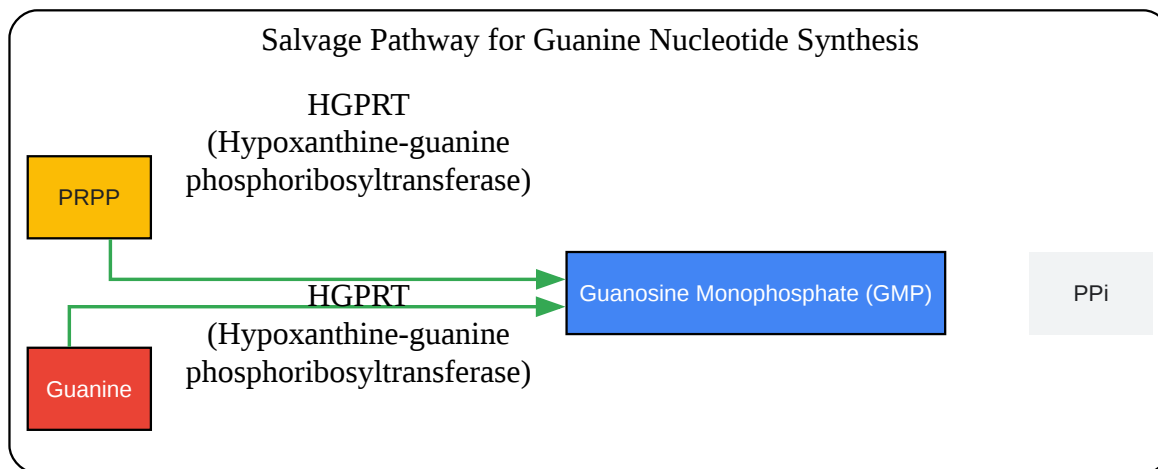 Salvage Pathway for Guanine Nucleotide Synthesis
HGPRT
(Hypoxanthine-guanine
phosphoribosyltransferase)
PRPP
Guanosine Monophosphate (GMP)
PPi
HGPRT
(Hypoxanthine-guanine
phosphoribosyltransferase)
Guanine